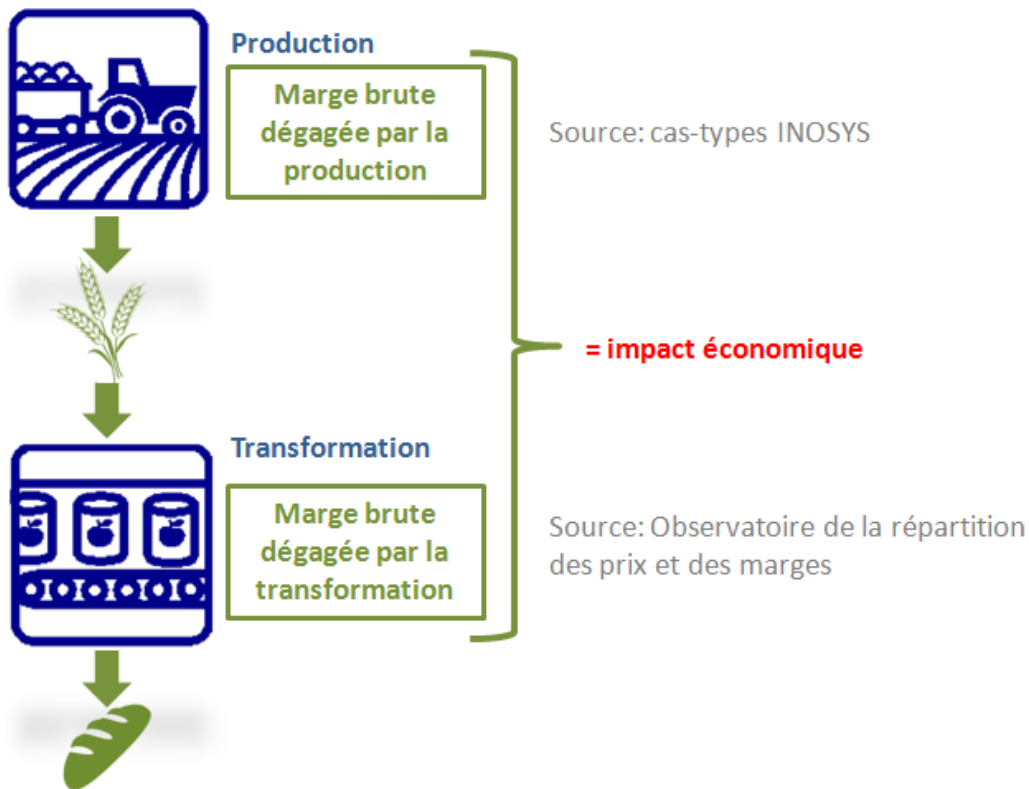 Production
Marge brute
dégagée par la
production
Source: cas-types INOSYS
= impact économique
Transformation
Marge brute
dégagée par la
transformation
Source: Observatoire de la répartition
des prix et des marges